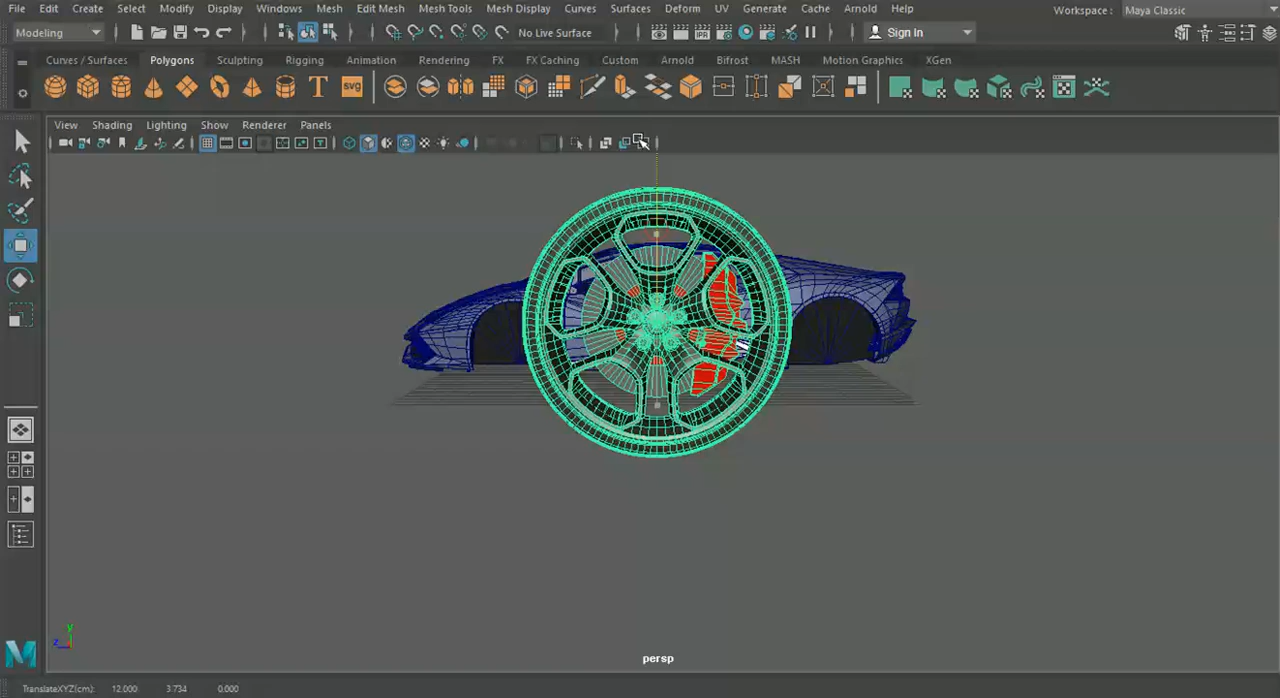 File Edit Create Select Modify Display Windows Mesh Edit Mesh Mesh Tools Mesh Display Curves Surfaces Deform UV Generate Cache Arnold Help Workspace : Maya Classic
Modeling No Live Surface Sign In
Curves / Surfaces Polygons Sculpting Rigging Animation Rendering FX FX Caching Custom Arnold Bifrost MASH Motion Graphics XGen
T SVG
View Shading Lighting Show Renderer Panels
y
z
persp
M
TranslateXYZ(cm): 12.000 3.734 0.000